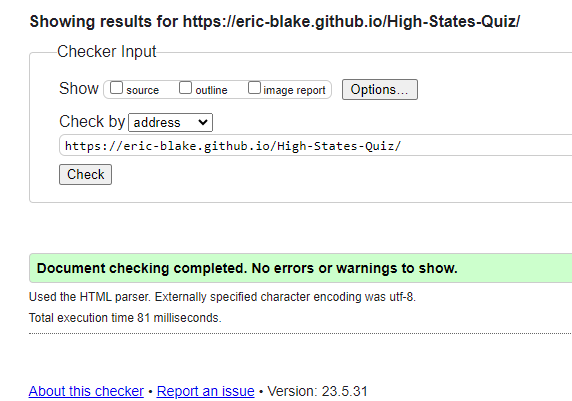 Showing results for https://eric-blake.github.io/High-States-Quiz/
Checker Input
Show source outline image report Options...
Check by address
https://eric-blake.github.io/High-States-Quiz/
Check
Document checking completed. No errors or warnings to show.
Used the HTML parser. Externally specified character encoding was utf-8.
Total execution time 81 milliseconds.
About this checker • Report an issue • Version: 23.5.31